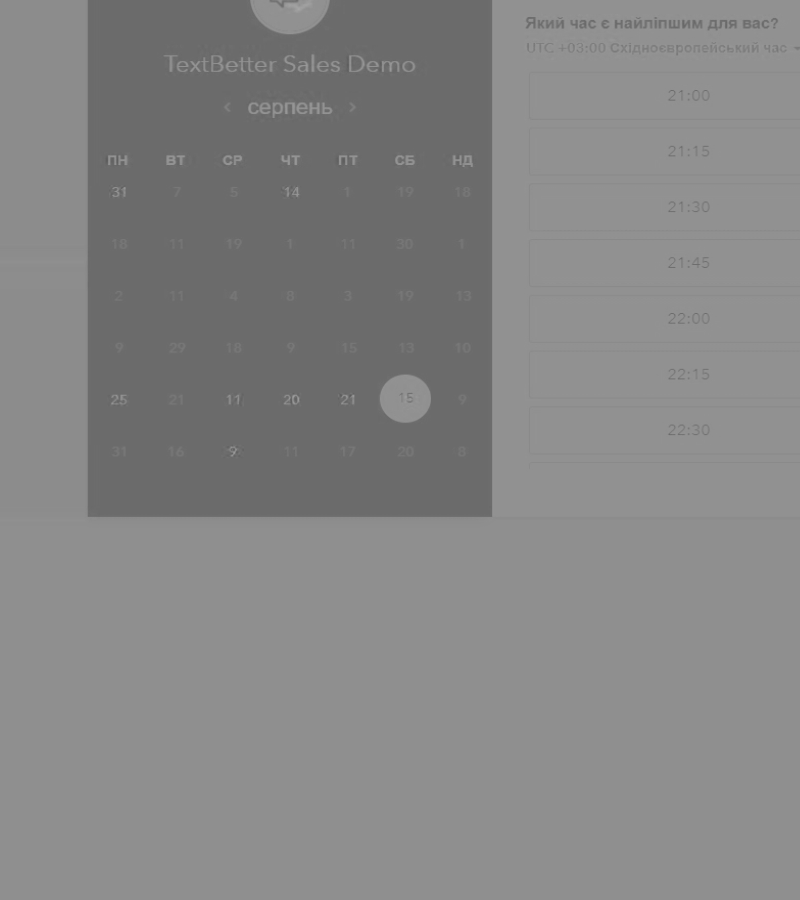 TextBetter Sales Demo
‹ серпень ›
ПН ВТ СР ЧТ ПТ СБ НД
31 7 5 14 1 19 18
18 11 19 1 11 30 1
2 11 4 8 3 19 13
9 29 18 9 15 13 10
25 21 11 20 21 15 9
31 16 9 11 17 20 8
Який час є найліпшим для вас?
UTC +03:00 Східноєвропейський час
21:00
21:15
21:30
21:45
22:00
22:15
22:30